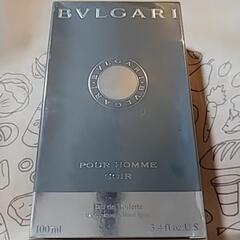 BVLGARI
BVLGARI · BVLGARI
POUR HOMME
SOIR
Eau de Toilette
100 ml 3.4 fl.oz.U.S